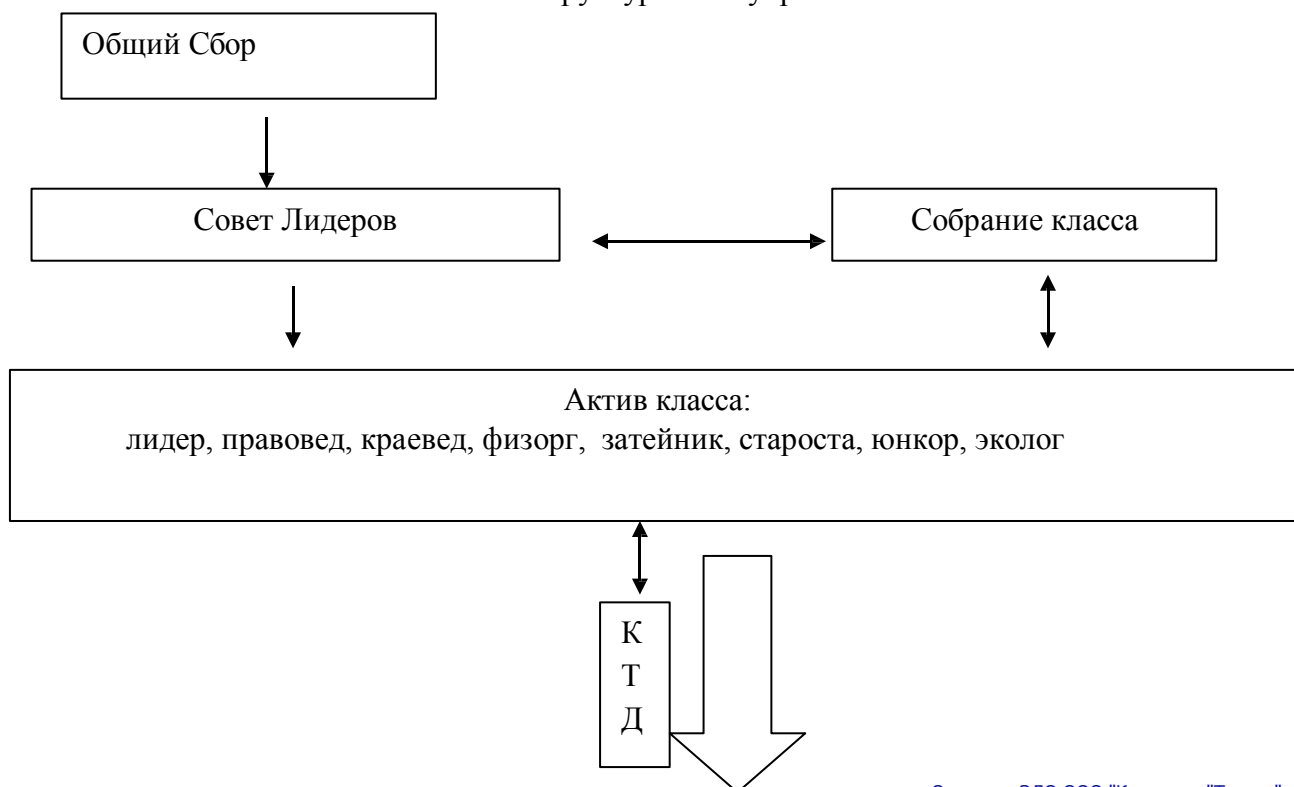 Общий Сбор
Совет Лидеров
Собрание класса
Актив класса:
лидер, правовед, краевед, физорг, затейник, староста, юнкор, эколог
К
Т
Д